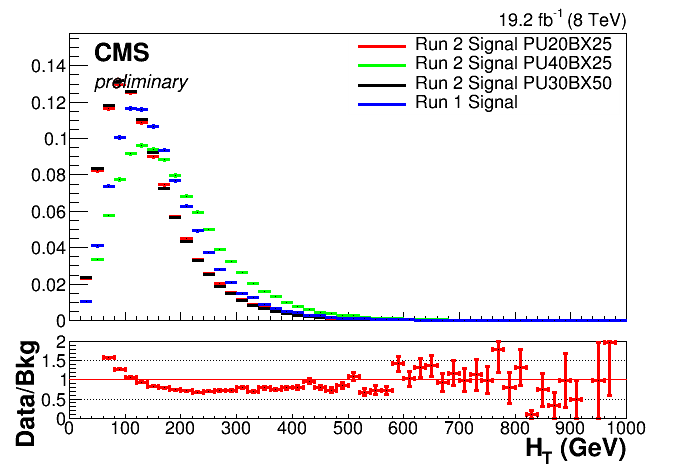 19.2 fb⁻¹ (8 TeV)
CMS
preliminary
Run 2 Signal PU20BX25
Run 2 Signal PU40BX25
Run 2 Signal PU30BX50
Run 1 Signal
0.14
0.12
0.1
0.08
0.06
0.04
0.02
0
Data/Bkg
2
1.5
1
0.5
0
0 100 200 300 400 500 600 700 800 900 1000
H_T (GeV)